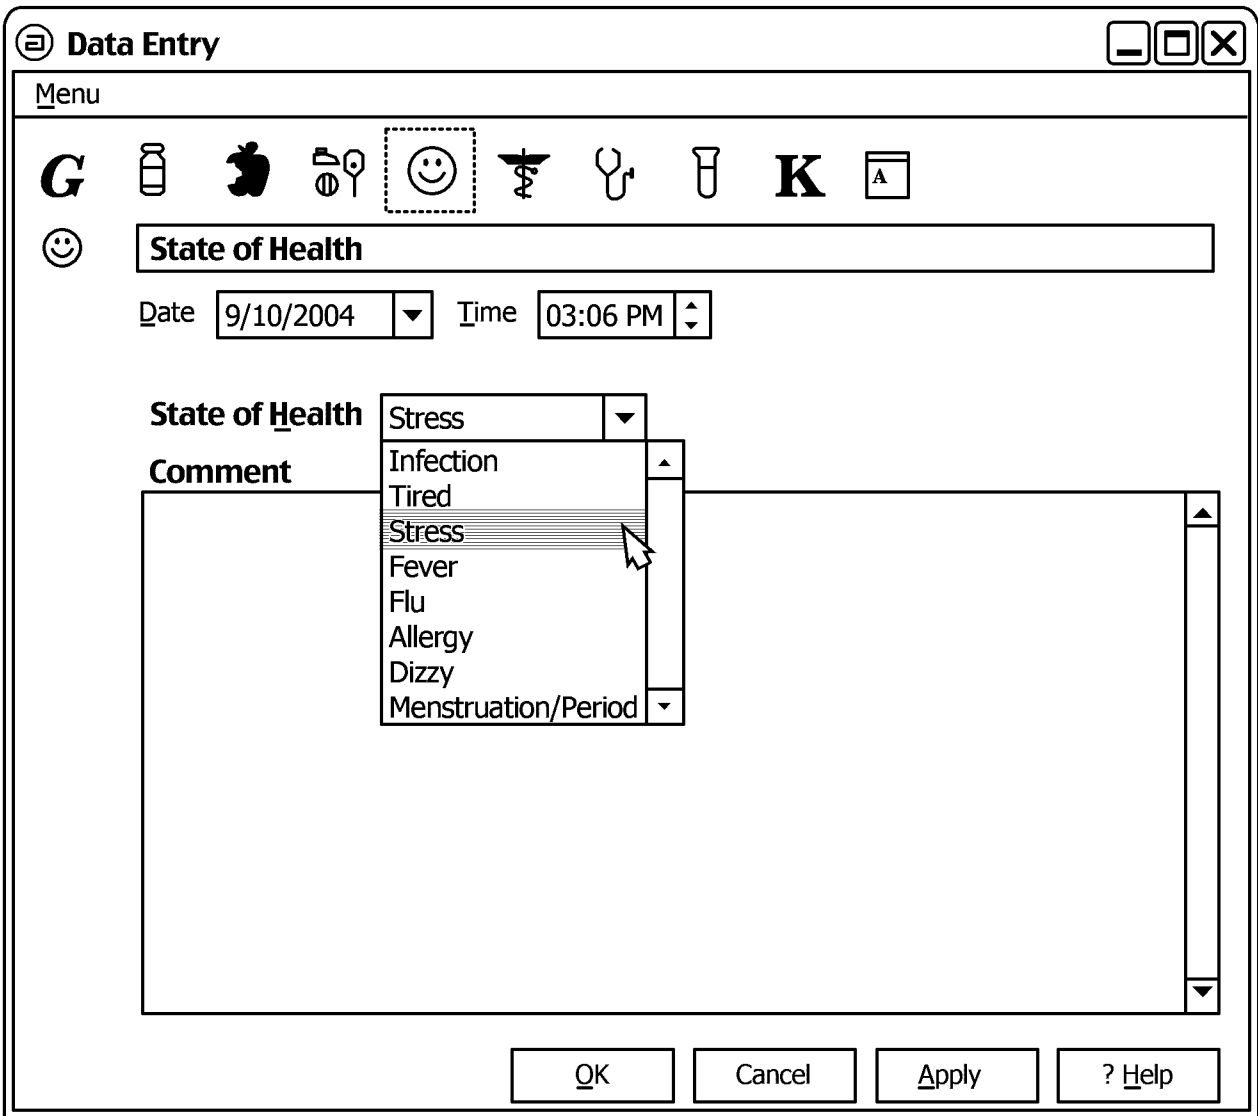 Data Entry
Menu
G K A
State of Health
Date 9/10/2004 Time 03:06 PM
State of Health Stress
Comment
Infection
Tired
Stress
Fever
Flu
Allergy
Dizzy
Menstruation/Period
OK Cancel Apply ? Help